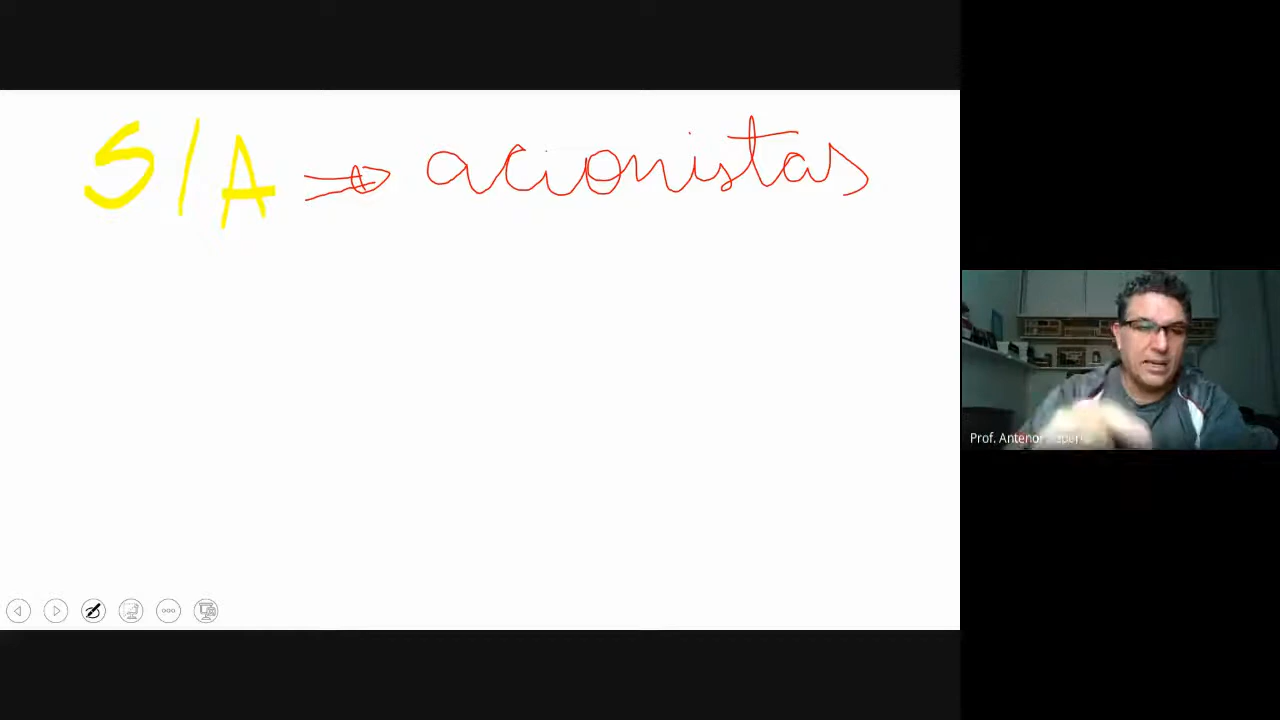 S/A ⇒ acionistas
Prof. Antenor